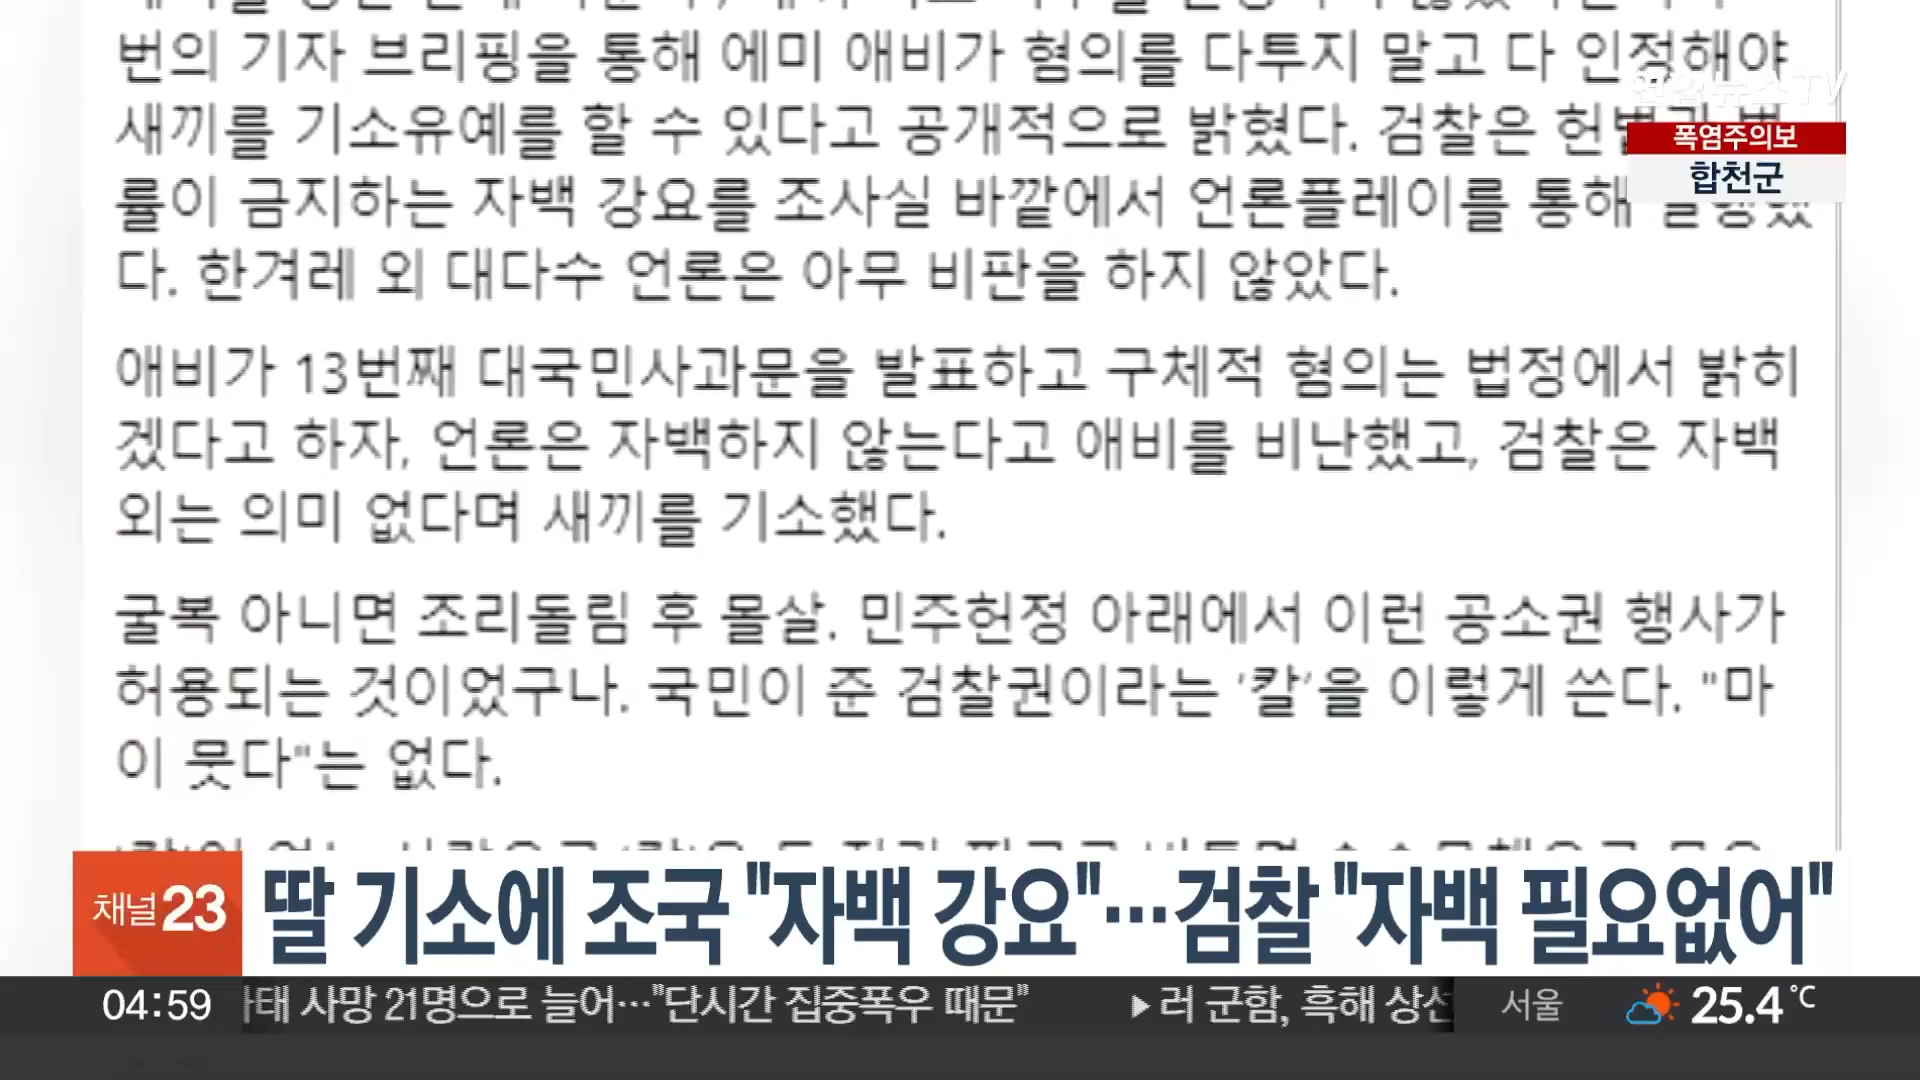 번의 기자 브리핑을 통해 에미 애비가 혐의를 다투지 말고 다 인정해야
새끼를 기소유예를 할 수 있다고 공개적으로 밝혔다. 검찰은
률이 금지하는 자백 강요를 조사실 바깥에서 언론플레이를 통해
다. 한겨레 외 대다수 언론은 아무 비판을 하지 않았다.
연합뉴스TV
폭염주의보
합천군
애비가 13번째 대국민사과문을 발표하고 구체적 혐의는 법정에서 밝히
겠다고 하자, 언론은 자백하지 않는다고 애비를 비난했고, 검찰은 자백
외는 의미 없다며 새끼를 기소했다.
굴복 아니면 조리돌림 후 몰살. 민주헌정 아래에서 이런 공소권 행사가
허용되는 것이었구나. 국민이 준 검찰권이라는 '칼'을 이렇게 쓴다. "마
이 뭇다"는 없다.
채널23
딸 기소에 조국 "자백 강요"…검찰 "자백 필요없어"
04:59
태 사망 21명으로 늘어…"단시간 집중폭우 때문" ▶러 군함, 흑해 상선
서울 25.4℃